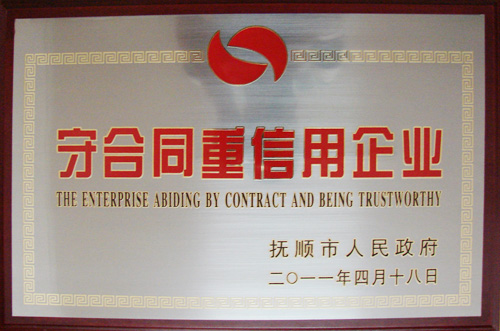 守合同重信用企业
THE ENTERPRISE ABIDING BY CONTRACT AND BEING TRUSTWORTHY
抚顺市人民政府
二〇一一年四月十八日